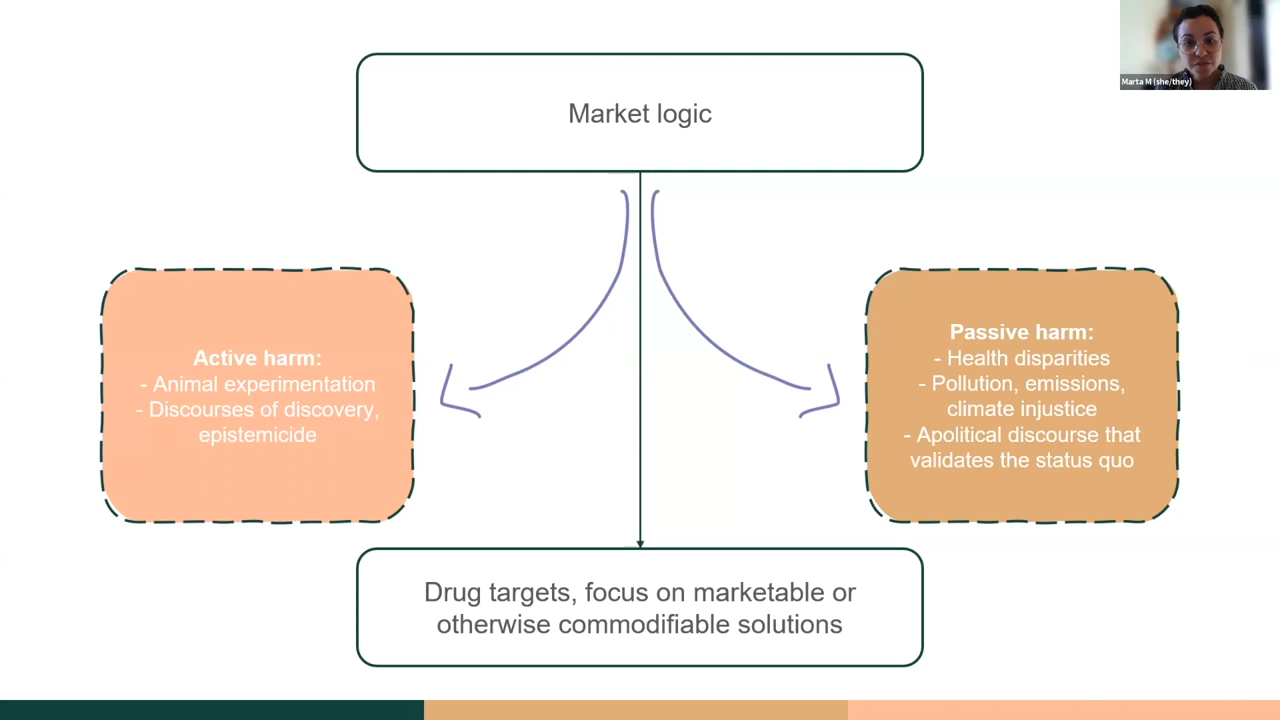 Market logic
Marta M (she/they)
Active harm:
- Animal experimentation
- Discourses of discovery,
epistemicide
Passive harm:
- Health disparities
- Pollution, emissions,
climate injustice
- Apolitical discourse that
validates the status quo
Drug targets, focus on marketable or
otherwise commodifiable solutions